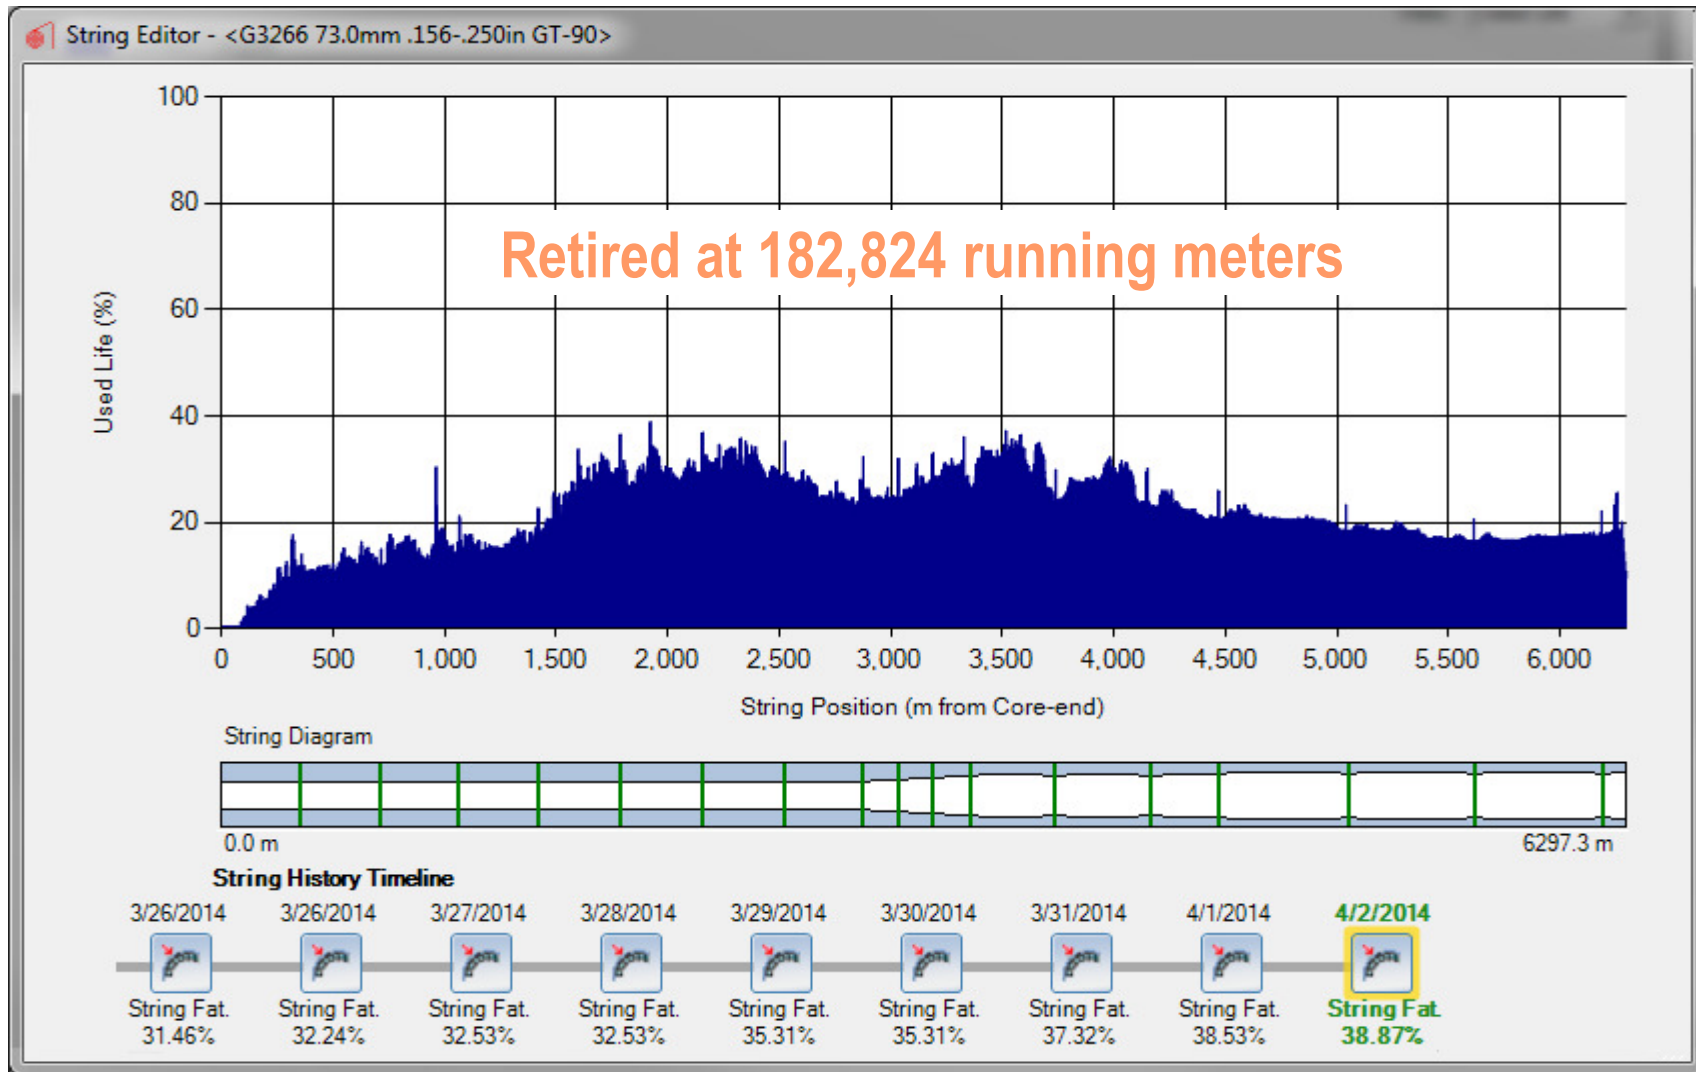 String Editor - <G3266 73.0mm .156-.250in GT-90>
100
80
Retired at 182,824 running meters
60
Used Life (%)
40
20
0
0 500 1,000 1,500 2,000 2,500 3,000 3,500 4,000 4,500 5,000 5,500 6,000
String Position (m from Core-end)
String Diagram
0.0 m 6297.3 m
String History Timeline
3/26/2014 3/26/2014 3/27/2014 3/28/2014 3/29/2014 3/30/2014 3/31/2014 4/1/2014 4/2/2014
String Fat. String Fat. String Fat. String Fat. String Fat. String Fat. String Fat. String Fat. String Fat.
31.46% 32.24% 32.53% 32.53% 35.31% 35.31% 37.32% 38.53% 38.87%